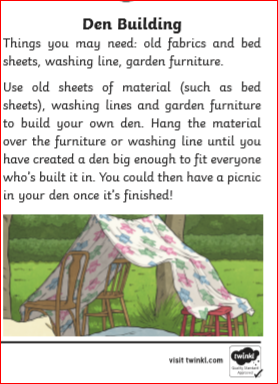 Den Building
Things you may need: old fabrics and bed
sheets, washing line, garden furniture.
Use old sheets of material (such as bed
sheets), washing lines and garden furniture
to build your own den. Hang the material
over the furniture or washing line until you
have created a den big enough to fit everyone
who's built it in. You could then have a picnic
in your den once it's finished!
visit twinkl.com
twinkl
Quality Standard
Approved